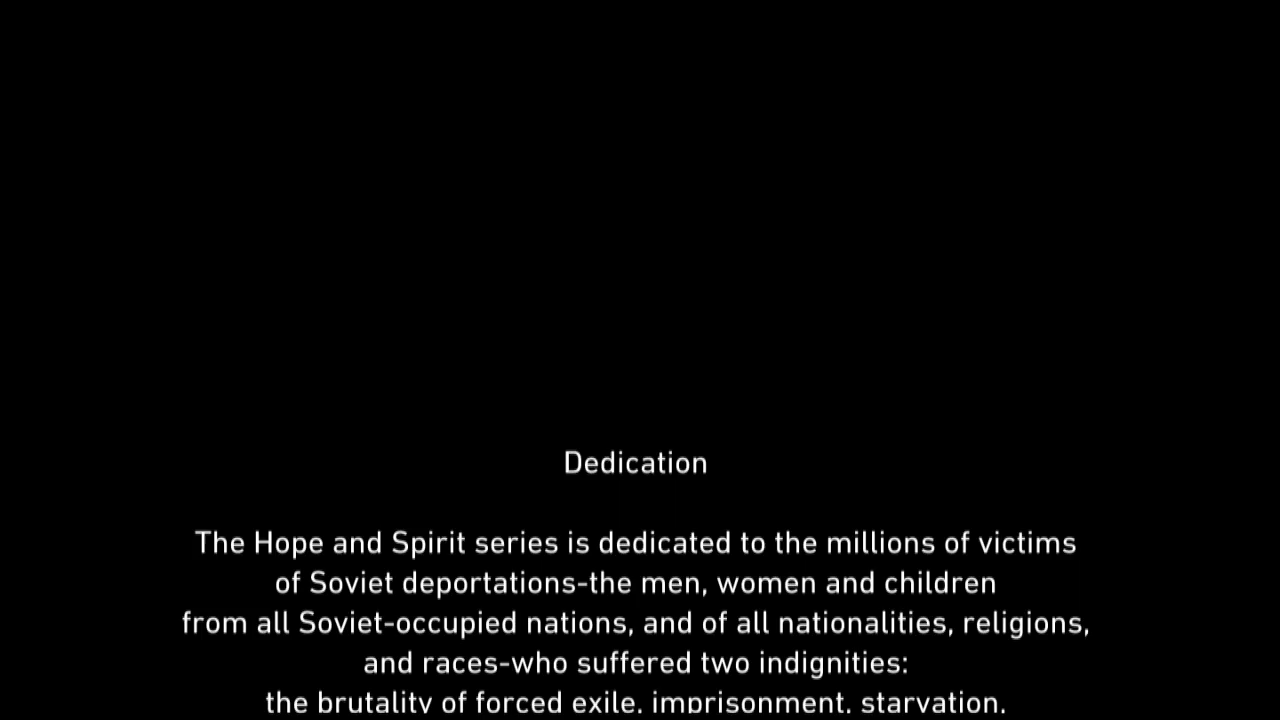 Dedication
The Hope and Spirit series is dedicated to the millions of victims
of Soviet deportations-the men, women and children
from all Soviet-occupied nations, and of all nationalities, religions,
and races-who suffered two indignities:
the brutality of forced exile, imprisonment, starvation,